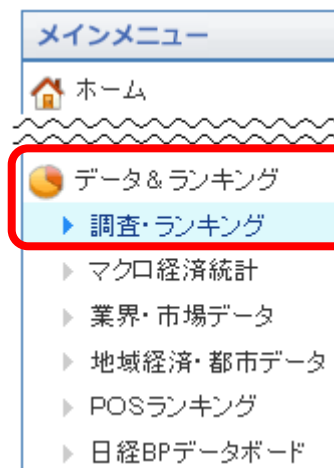 メインメニュー
ホーム
データ&ランキング
調査・ランキング
マクロ経済統計
業界・市場データ
地域経済・都市データ
POSランキング
日経BPデータボード